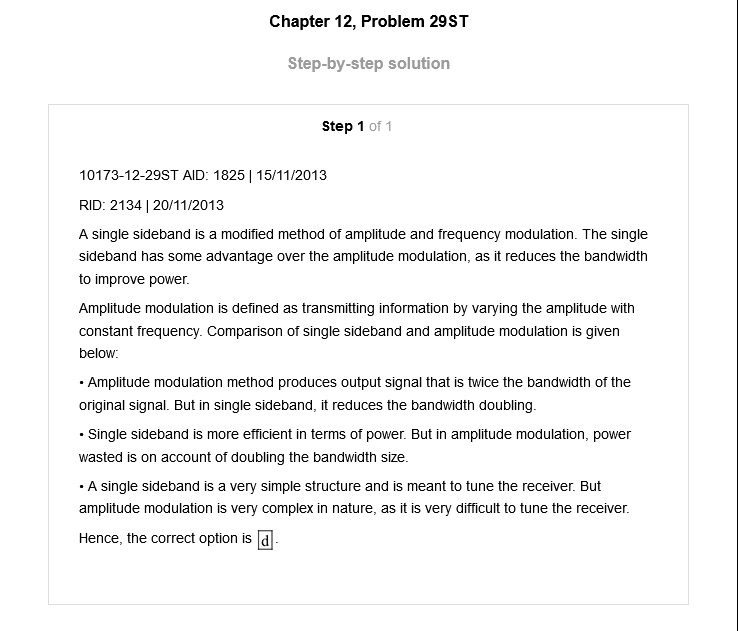 Chapter 12, Problem 29ST
Step-by-step solution
Step 1 of 1
10173-12-29ST AID: 1825 | 15/11/2013
RID: 2134 | 20/11/2013
A single sideband is a modified method of amplitude and frequency modulation. The single
sideband has some advantage over the amplitude modulation, as it reduces the bandwidth
to improve power.
Amplitude modulation is defined as transmitting information by varying the amplitude with
constant frequency. Comparison of single sideband and amplitude modulation is given
below:
• Amplitude modulation method produces output signal that is twice the bandwidth of the
original signal. But in single sideband, it reduces the bandwidth doubling.
• Single sideband is more efficient in terms of power. But in amplitude modulation, power
wasted is on account of doubling the bandwidth size.
• A single sideband is a very simple structure and is meant to tune the receiver. But
amplitude modulation is very complex in nature, as it is very difficult to tune the receiver.
Hence, the correct option is d.